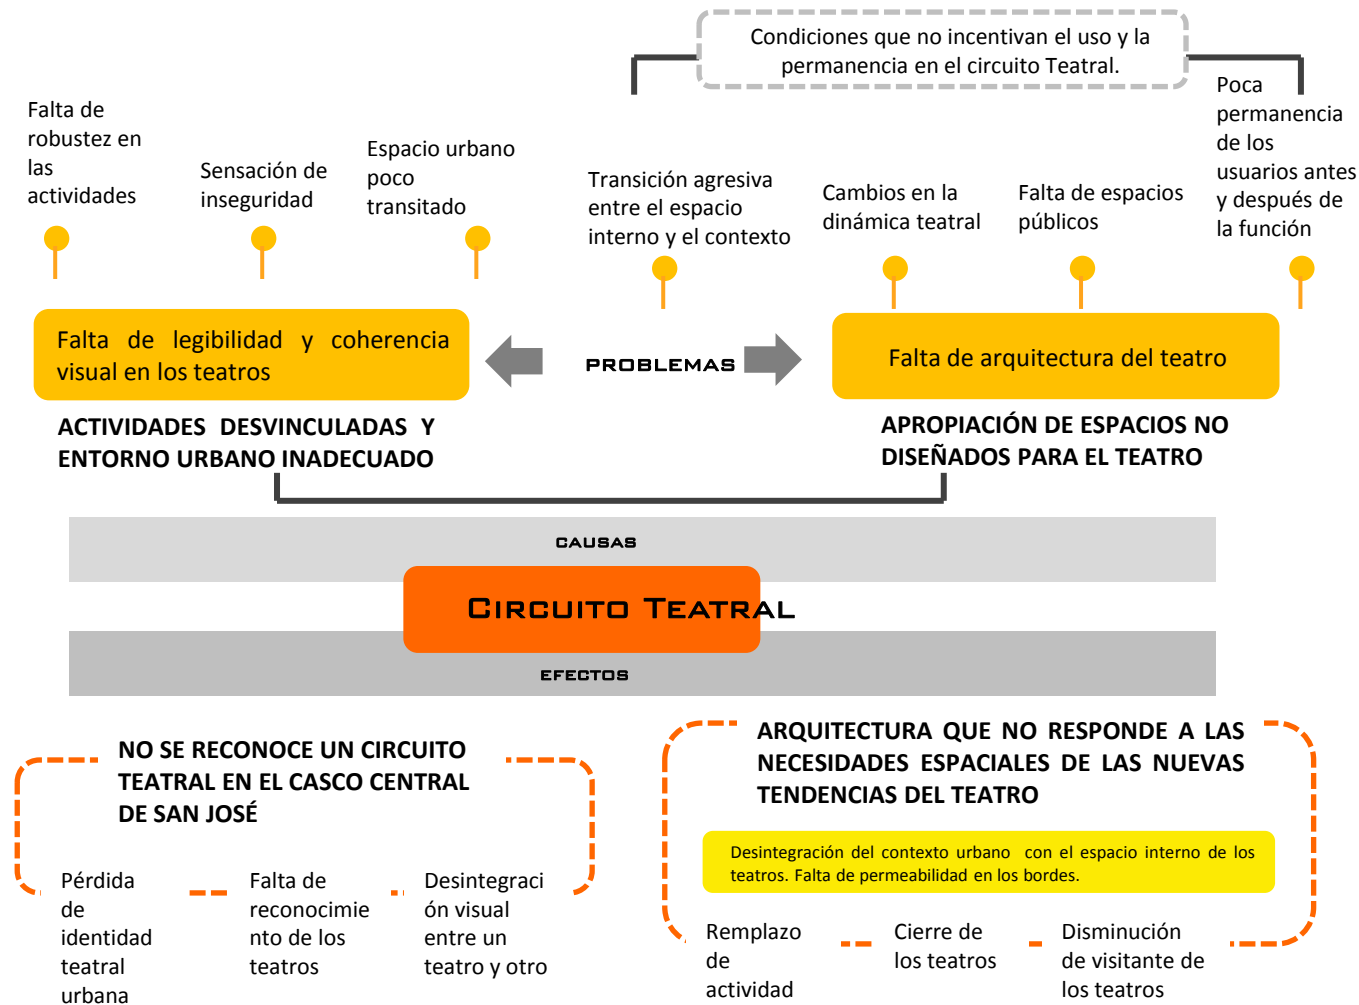 Condiciones que no incentivan el uso y la
permanencia en el circuito Teatral.
Falta de
robustez en
las
actividades
Sensación de
inseguridad
Espacio urbano
poco
transitado
Transición agresiva
entre el espacio
interno y el contexto
Cambios en la
dinámica teatral
Falta de espacios
públicos
Poca
permanencia
de los
usuarios antes
y después de
la función
Falta de legibilidad y coherencia
visual en los teatros
PROBLEMAS
Falta de arquitectura del teatro
ACTIVIDADES DESVINCULADAS Y
ENTORNO URBANO INADECUADO
APROPIACIÓN DE ESPACIOS NO
DISEÑADOS PARA EL TEATRO
CAUSAS
CIRCUITO TEATRAL
EFECTOS
NO SE RECONOCE UN CIRCUITO
TEATRAL EN EL CASCO CENTRAL
DE SAN JOSÉ
Pérdida
de
identidad
teatral
urbana
Falta de
reconocimie
nto de los
teatros
Desintegraci
ón visual
entre un
teatro y otro
ARQUITECTURA QUE NO RESPONDE A LAS
NECESIDADES ESPACIALES DE LAS NUEVAS
TENDENCIAS DEL TEATRO
Desintegración del contexto urbano con el espacio interno de los
teatros. Falta de permeabilidad en los bordes.
Remplazo
de
actividad
Cierre de
los teatros
Disminución
de visitante de
los teatros